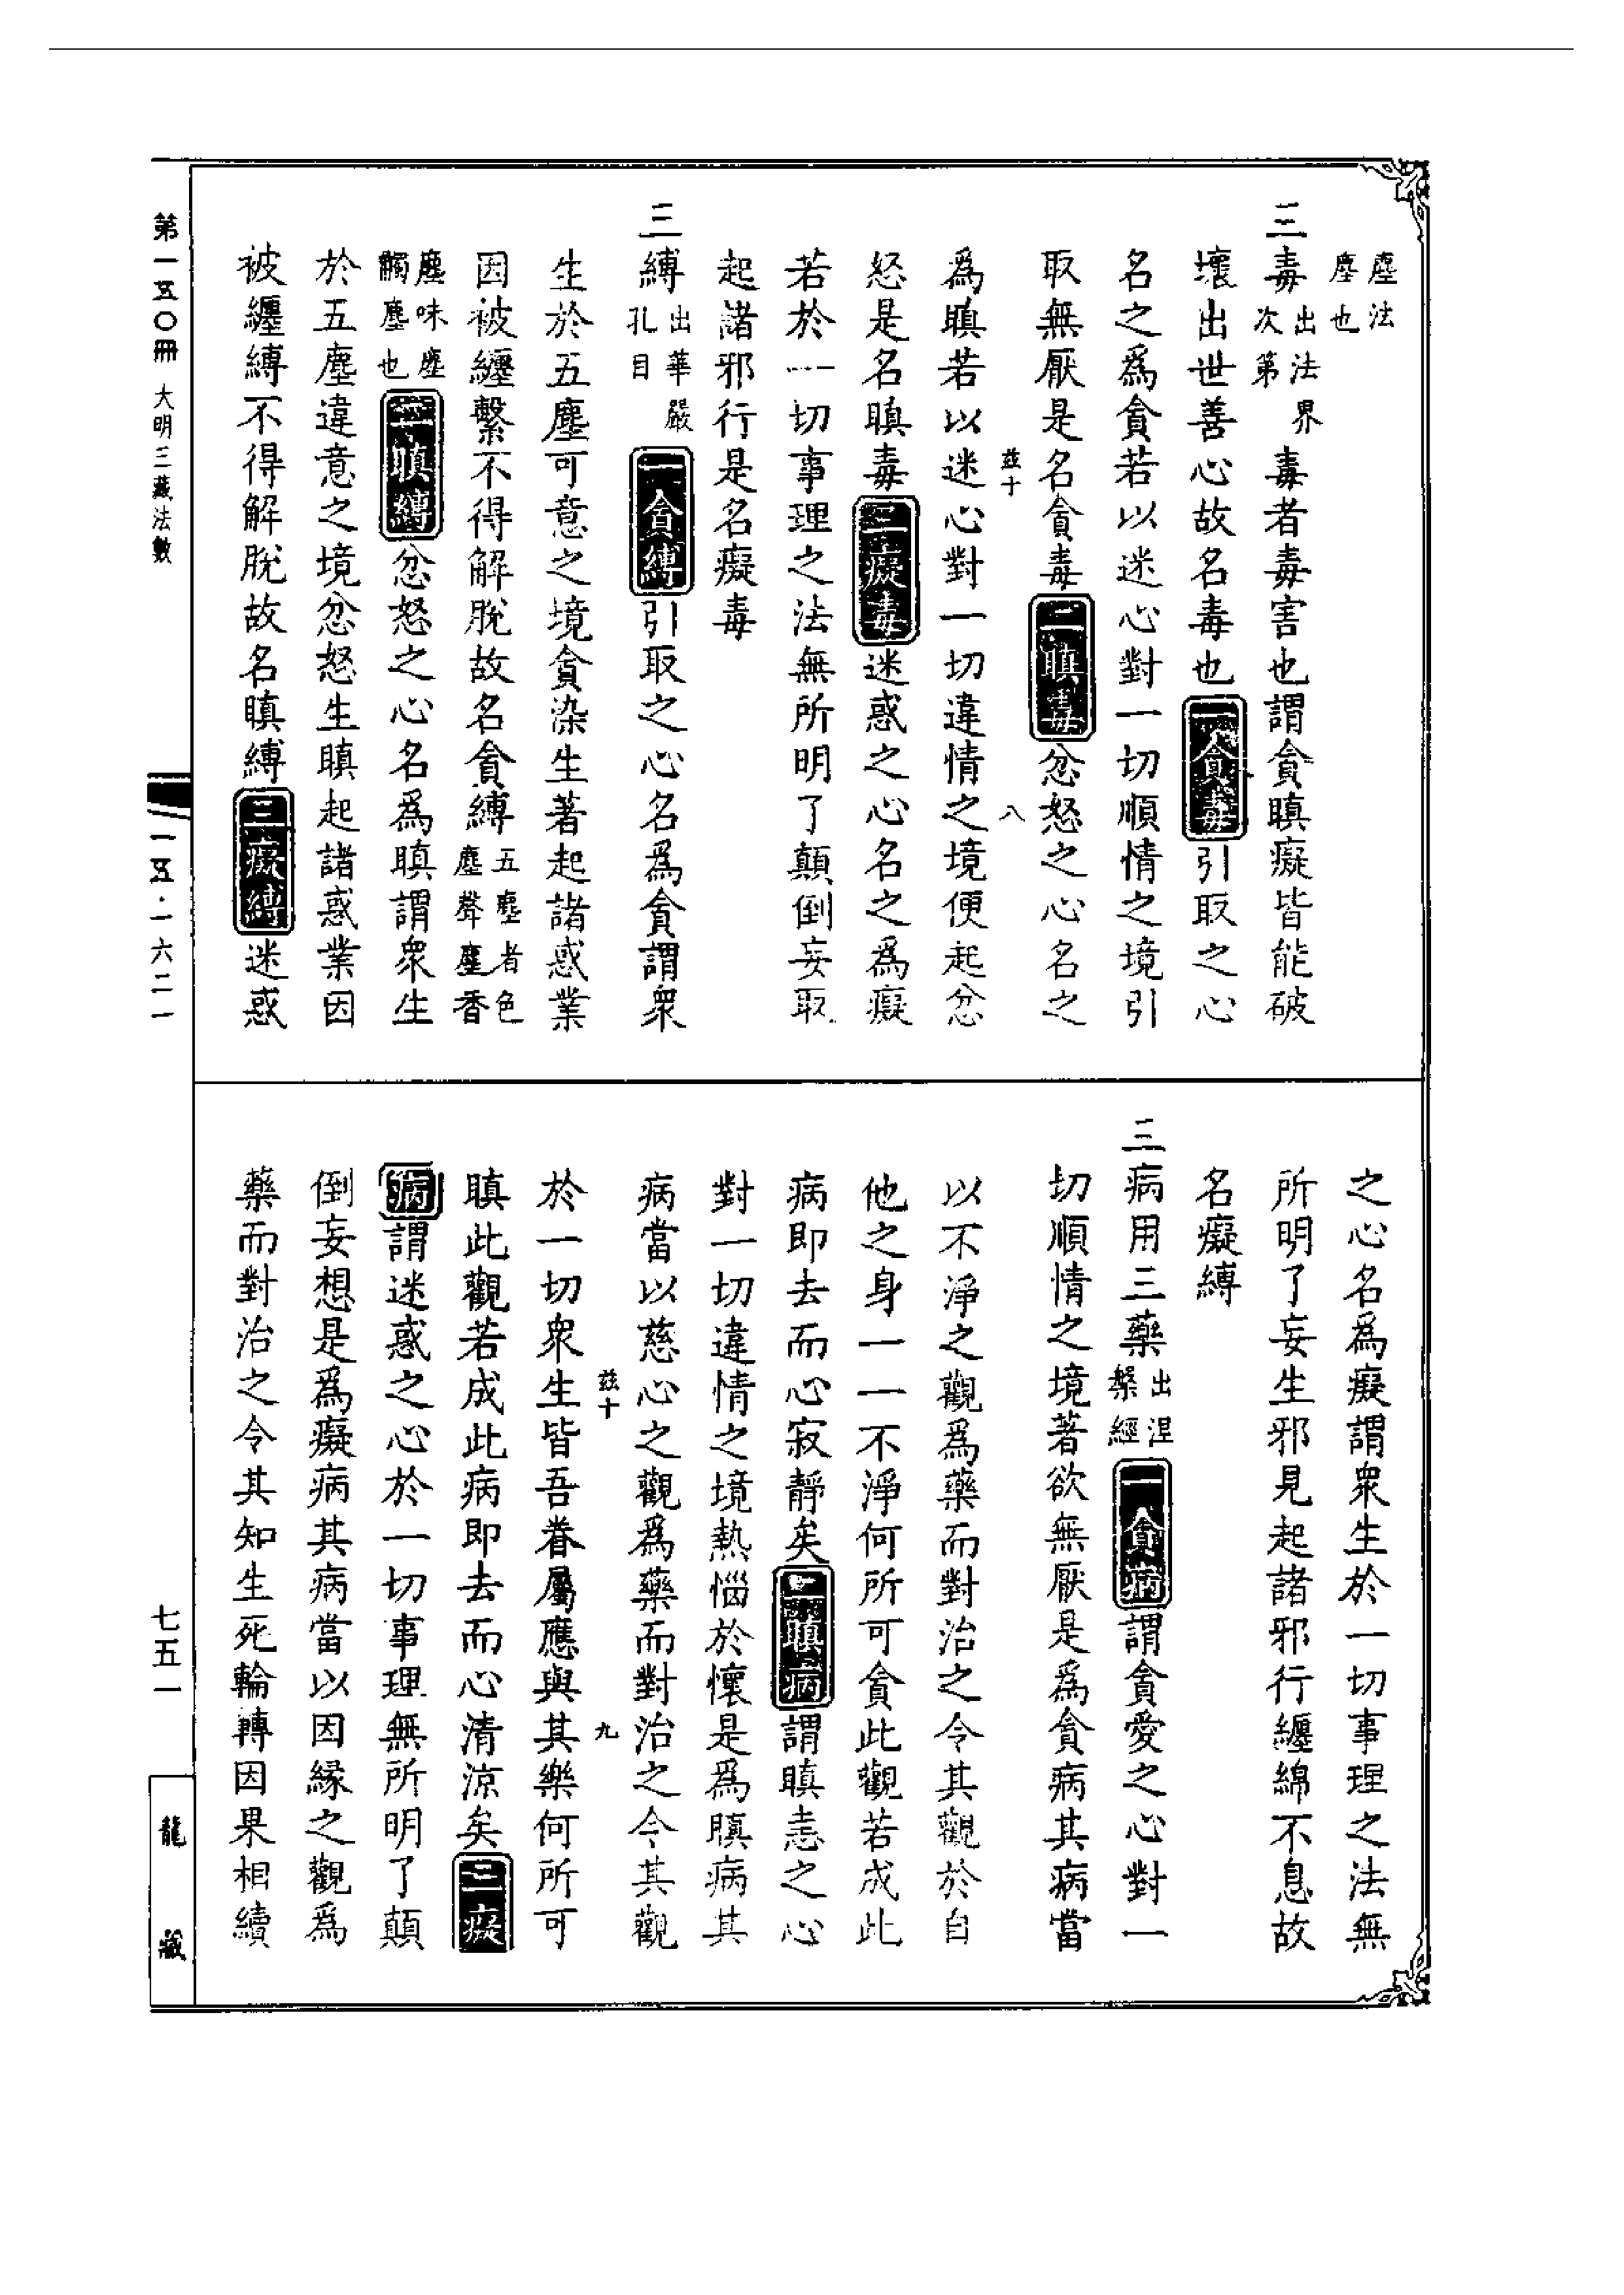 塵法
塵也
三毒出法界次第毒者毒害也謂貪瞋癡皆能破
壞出世善心故名毒也一貪毒引取之心
名之爲貪若以迷心對一切順情之境引
取無厭是名貪毒二瞋毒忿怒之心名之
茲十
八
爲瞋若以迷心對一切違情之境便起忿
怒是名瞋毒三癡毒迷惑之心名之爲癡
若於一切事理之法無所明了顛倒妄取
起諸邪行是名癡毒
三縛出華嚴孔目一貪縛引取之心名爲貪謂衆
生於五塵可意之境貪染生著起諸惑業
因被纏繫不得解脫故名貪縛五塵者色塵聲塵香
塵味塵觸塵也二瞋縛忿怒之心名爲瞋謂衆生
於五塵違意之境忿怒生瞋起諸惑業因
被纏縛不得解脫故名瞋縛三癡縛迷惑
之心名爲癡謂衆生於一切事理之法無
所明了妄生邪見起諸邪行纏綿不息故
名癡縛
三病用三藥出涅槃經一貪病謂貪愛之心對一
切順情之境著欲無厭是爲貪病其病當
以不淨之觀爲藥而對治之令其觀於自
他之身一一不淨何所可貪此觀若成此
病即去而心寂靜矣二瞋病謂瞋恚之心
對一切違情之境熱惱於懷是爲瞋病其
病當以慈心之觀爲藥而對治之令其觀
茲十
九
於一切衆生皆吾眷屬應與其樂何所可
瞋此觀若成此病即去而心清涼矣三癡
病謂迷惑之心於一切事理無所明了顛
倒妄想是爲癡病其病當以因緣之觀爲
藥而對治之令其知生死輪轉因果相續
第一五〇冊 大明三藏法數
一五·一六二一
七五一
龍藏